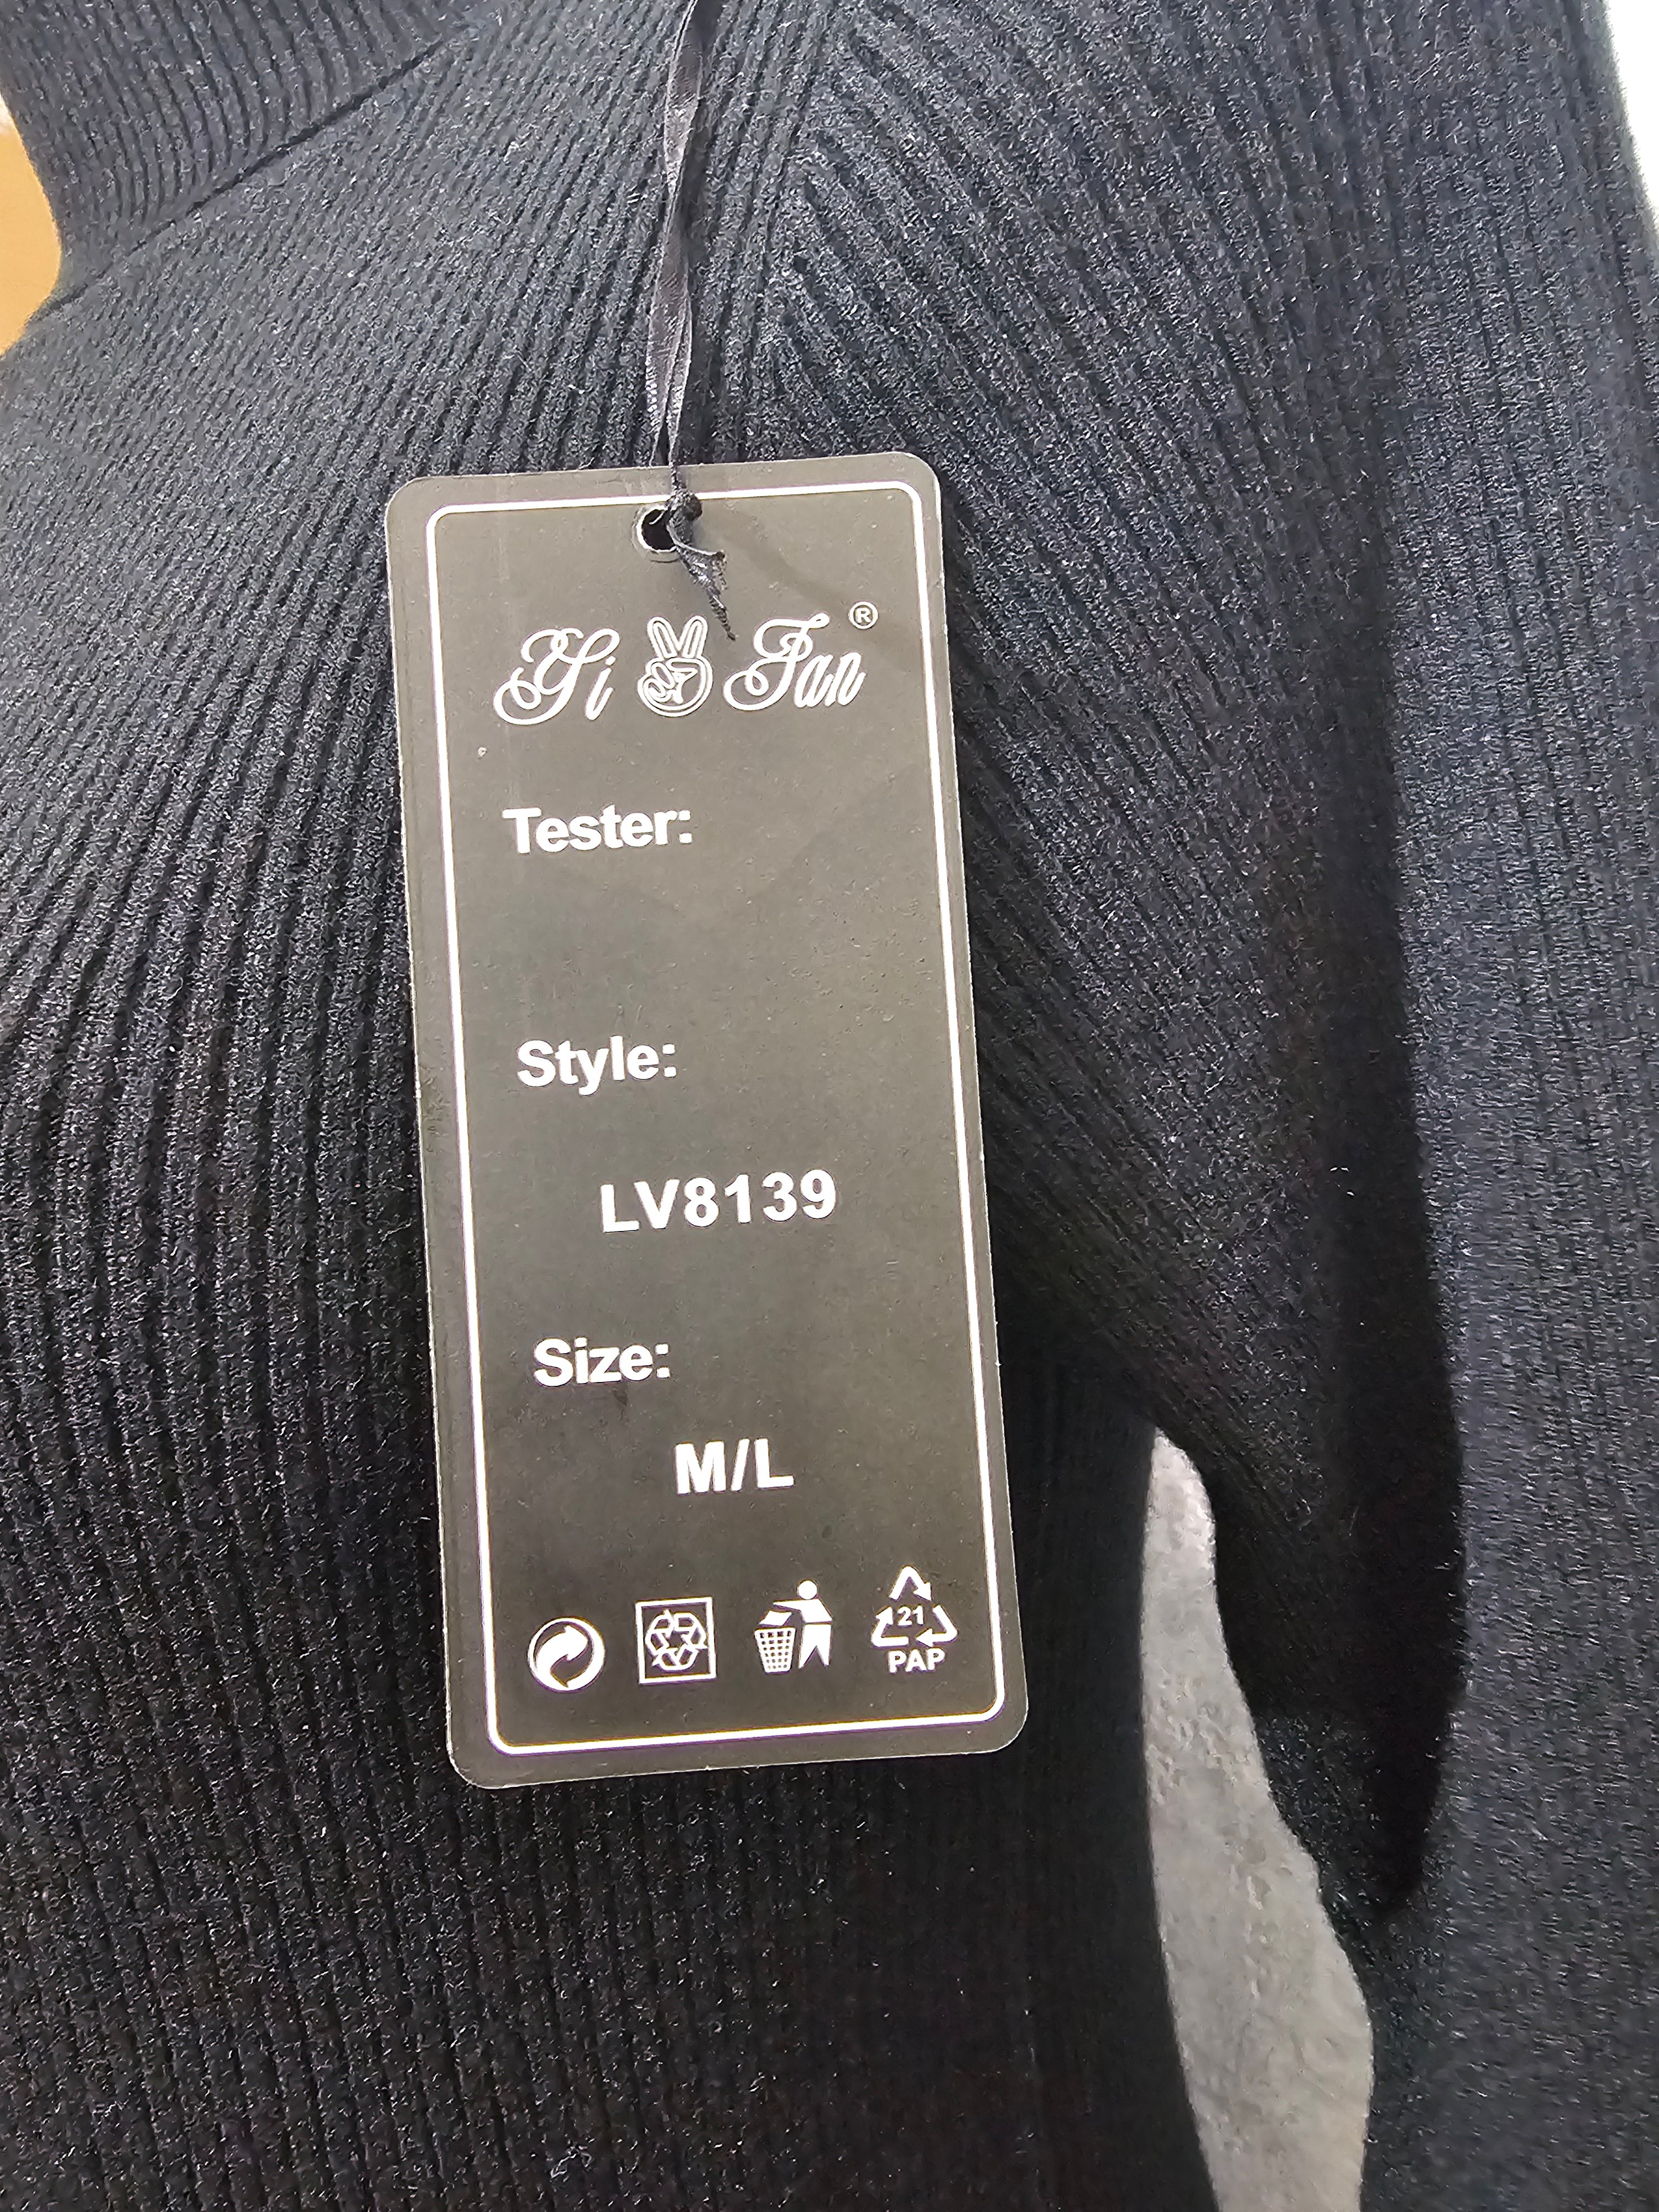 Yi Fan®
Tester:
Style:
LV8139
Size:
M/L
21
PAP